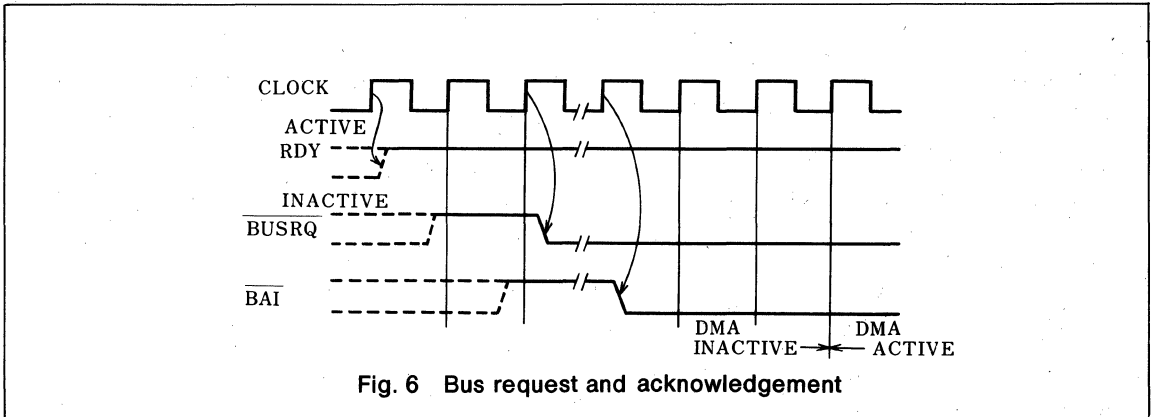 CLOCK
ACTIVE
RDY
INACTIVE
BUSRQ
BAI
DMA DMA
INACTIVE ACTIVE
Fig. 6 Bus request and acknowledgement